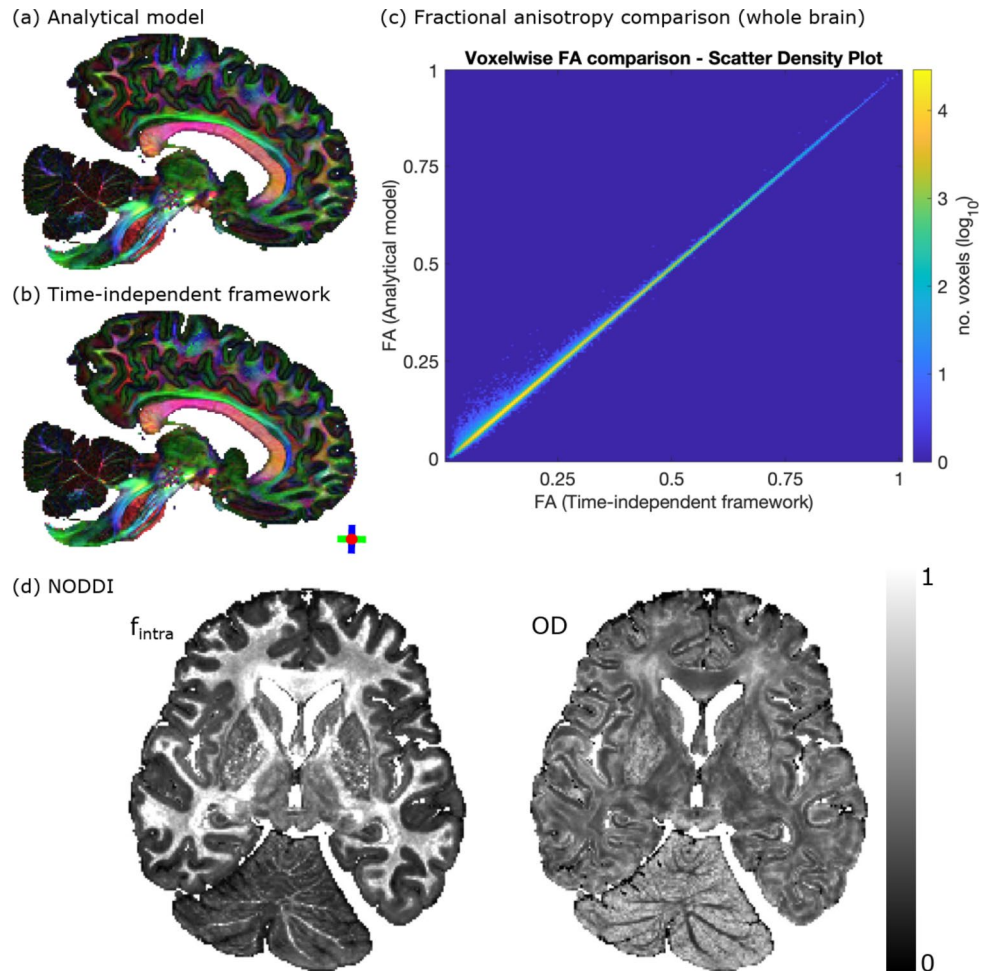 (a) Analytical model
(b) Time-independent framework
(c) Fractional anisotropy comparison (whole brain)
Voxelwise FA comparison - Scatter Density Plot
FA (Analytical model)
1
0.75
0.5
0.25
0
0.25
0.5
0.75
1
FA (Time-independent framework)
4
3
2
1
0
no. voxels (log10)
(d) NODDI
fintra
OD
1
0